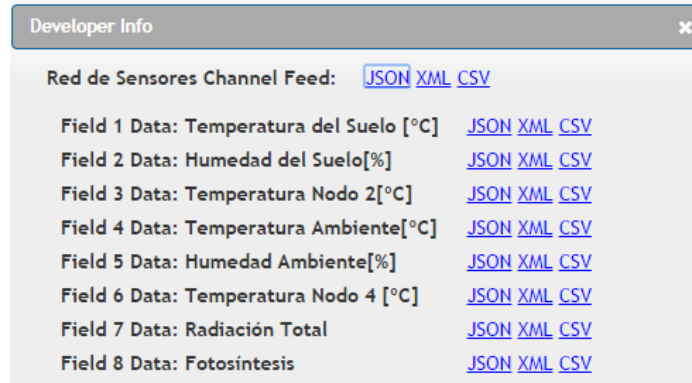 Developer Info ×
Red de Sensores Channel Feed: JSON XML CSV
Field 1 Data: Temperatura del Suelo [ºC] JSON XML CSV
Field 2 Data: Humedad del Suelo[%] JSON XML CSV
Field 3 Data: Temperatura Nodo 2[ºC] JSON XML CSV
Field 4 Data: Temperatura Ambiente[ºC] JSON XML CSV
Field 5 Data: Humedad Ambiente[%] JSON XML CSV
Field 6 Data: Temperatura Nodo 4 [ºC] JSON XML CSV
Field 7 Data: Radiación Total JSON XML CSV
Field 8 Data: Fotosíntesis JSON XML CSV